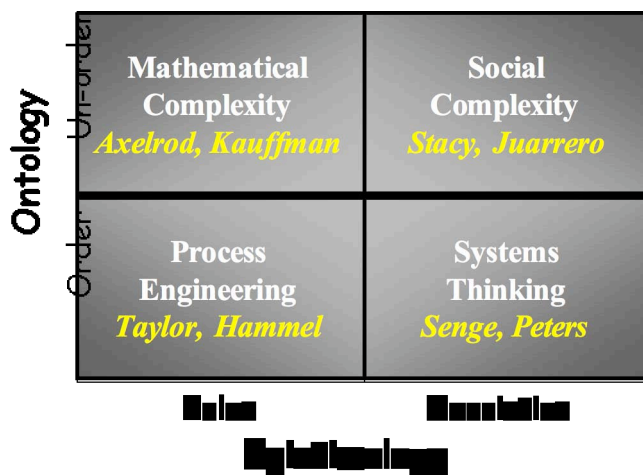 Ontology
Un-order
Mathematical
Complexity
Axelrod, Kauffman
Social
Complexity
Stacy, Juarrero
Order
Process
Engineering
Taylor, Hammel
Systems
Thinking
Senge, Peters